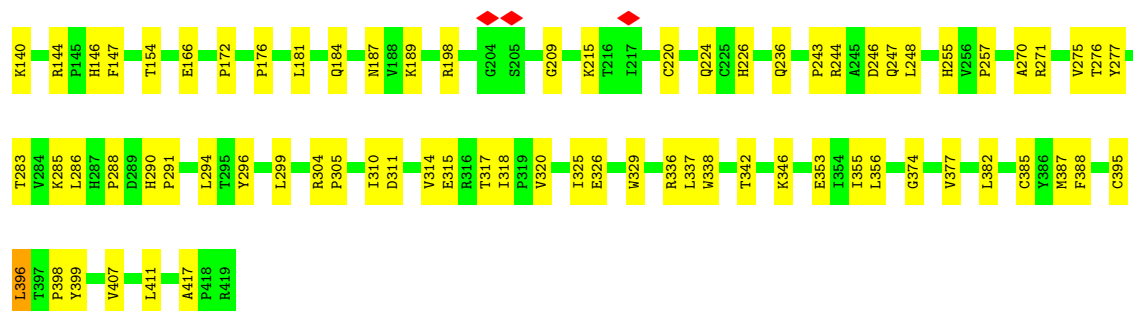 K140 R144 P145 H146 F147 T154 E166 P172 P176 L181 Q184 N187 V188 K189 R198 G204 S205 G209 K215 T216 I217 C220 Q224 C225 H226 Q236 P243 R244 A245 D246 Q247 L248 H255 V256 P257 A270 R271 V275 T276 Y277
T283 V284 K285 L286 H287 P288 D289 H290 P291 L294 T295 Y296 L299 R304 P305 I310 D311 V314 E315 R316 T317 I318 P319 V320 I325 E326 W329 R336 L337 W338 T342 K346 E353 I354 I355 L356 G374 V377 L382 C385 Y386 M387 F388 C395
L396 T397 P398 Y399 V407 L411 A417 P418 R419